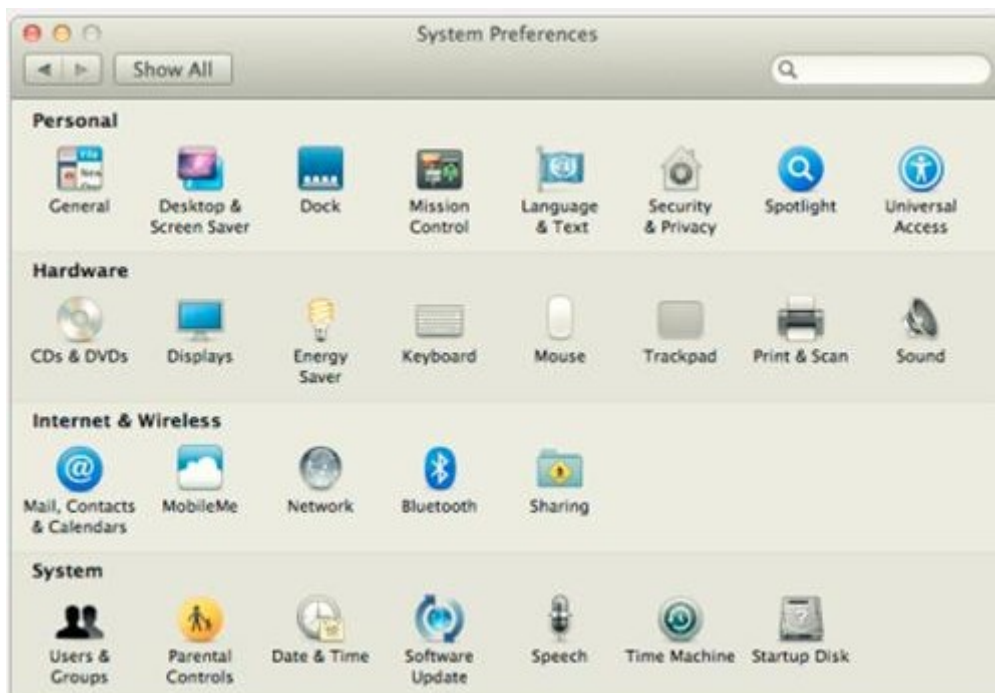 System Preferences
Show All
Personal
General
Desktop & Screen Saver
Dock
Mission Control
Language & Text
Security & Privacy
Spotlight
Universal Access
Hardware
CDs & DVDs
Displays
Energy Saver
Keyboard
Mouse
Trackpad
Print & Scan
Sound
Internet & Wireless
Mail, Contacts & Calendars
MobileMe
Network
Bluetooth
Sharing
System
Users & Groups
Parental Controls
Date & Time
Software Update
Speech
Time Machine
Startup Disk